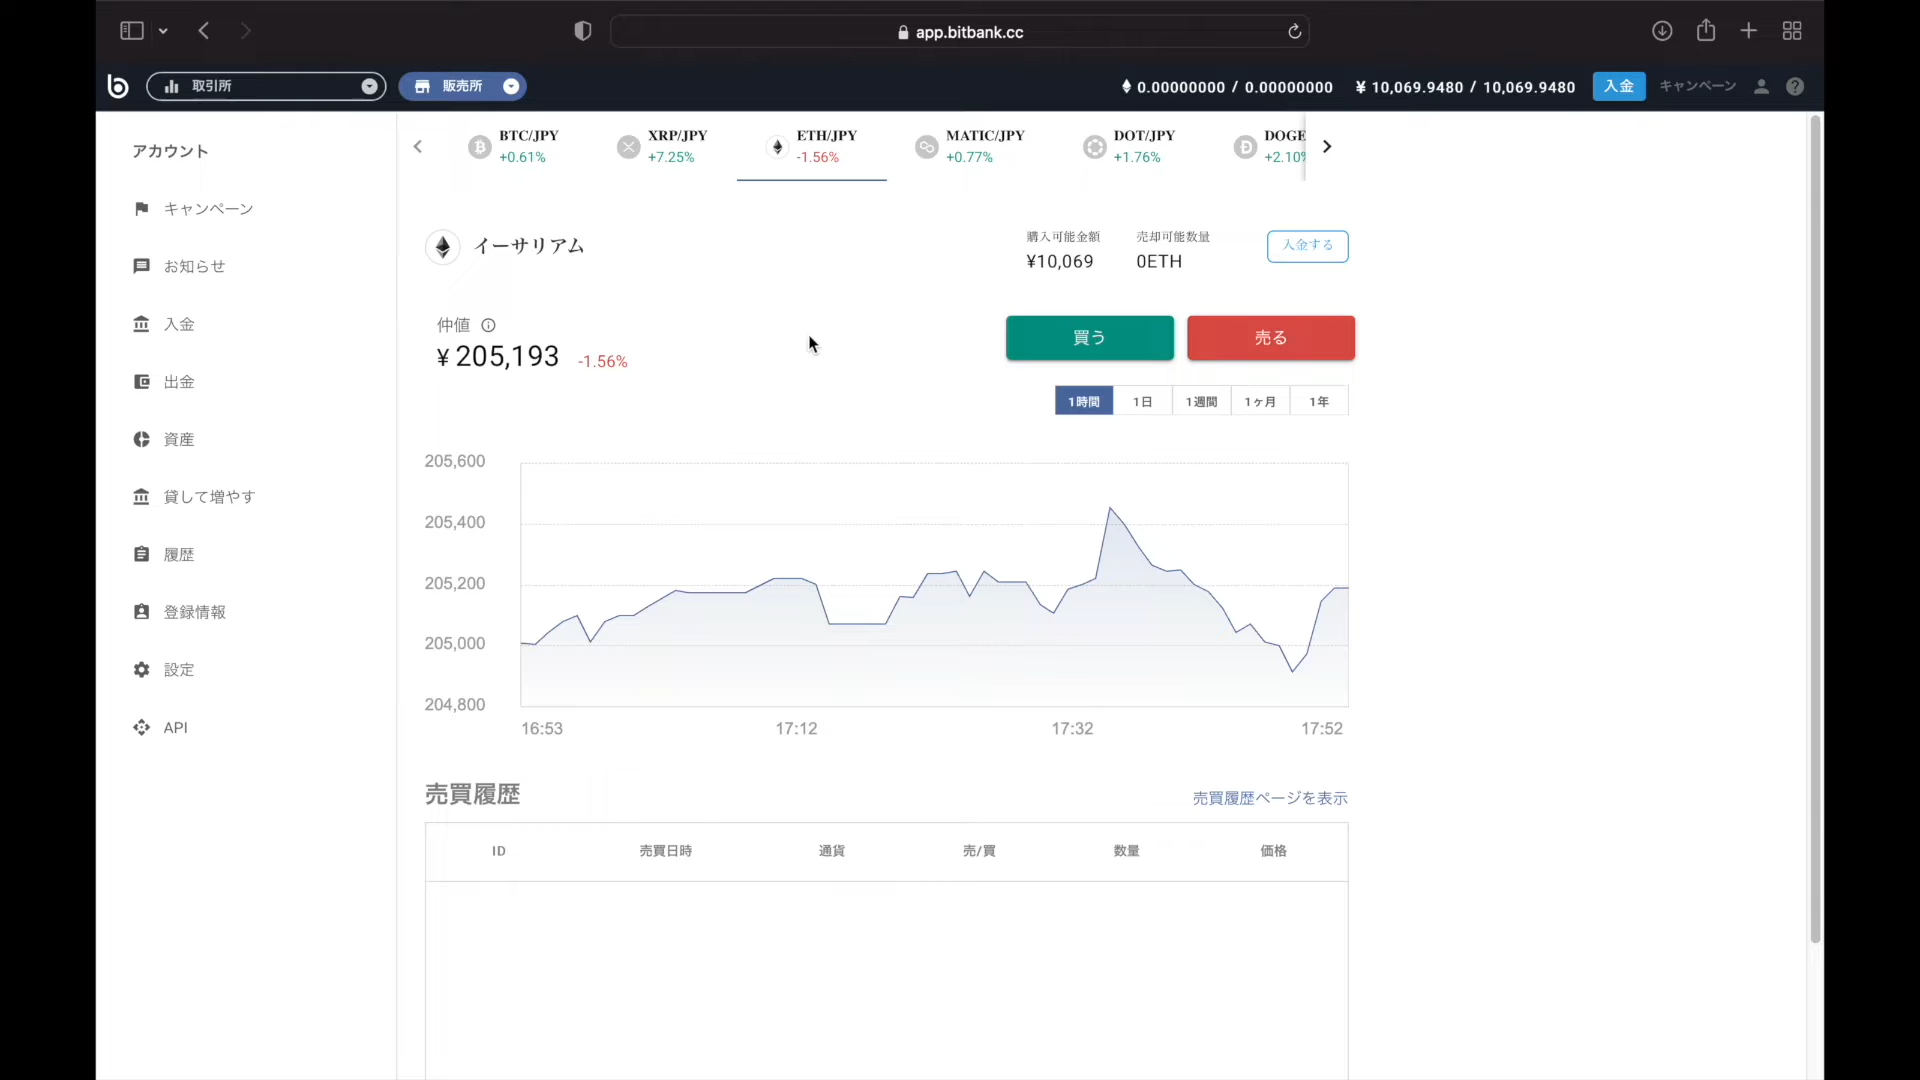 app.bitbank.cc
取引所
販売所
0.00000000 / 0.00000000
¥ 10,069.9480 / 10,069.9480
入金
キャンペーン
アカウント
キャンペーン
お知らせ
入金
出金
資産
貸して増やす
履歴
登録情報
設定
API
BTC/JPY
+0.61%
XRP/JPY
+7.25%
ETH/JPY
-1.56%
MATIC/JPY
+0.77%
DOT/JPY
+1.76%
DOGE
+2.10%
イーサリアム
購入可能金額
¥10,069
売却可能数量
0ETH
入金する
仲値
¥ 205,193 -1.56%
買う
売る
1時間
1日
1週間
1ヶ月
1年
205,600
205,400
205,200
205,000
204,800
16:53
17:12
17:32
17:52
売買履歴
売買履歴ページを表示
ID
売買日時
通貨
売/買
数量
価格